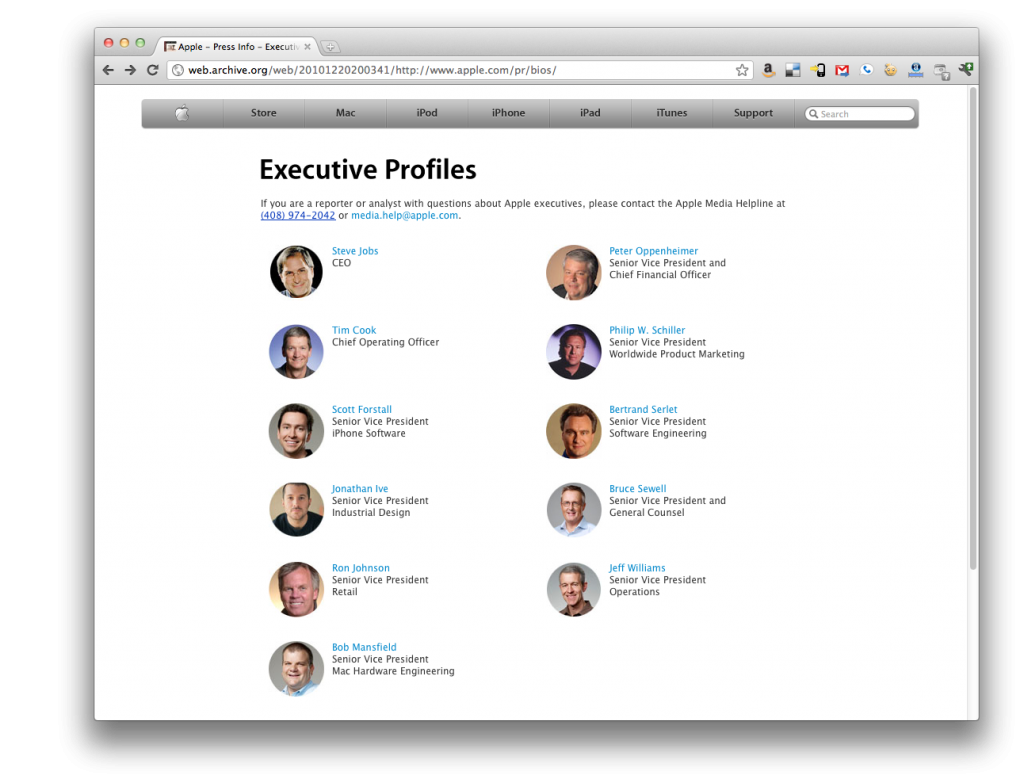 Apple - Press Info - Executiv
web.archive.org/web/20101220200341/http://www.apple.com/pr/bios/
Store Mac iPod iPhone iPad iTunes Support Search
Executive Profiles
If you are a reporter or analyst with questions about Apple executives, please contact the Apple Media Helpline at
(408) 974-2042 or media.help@apple.com.
Steve Jobs
CEO
Peter Oppenheimer
Senior Vice President and
Chief Financial Officer
Tim Cook
Chief Operating Officer
Philip W. Schiller
Senior Vice President
Worldwide Product Marketing
Scott Forstall
Senior Vice President
iPhone Software
Bertrand Serlet
Senior Vice President
Software Engineering
Jonathan Ive
Senior Vice President
Industrial Design
Bruce Sewell
Senior Vice President and
General Counsel
Ron Johnson
Senior Vice President
Retail
Jeff Williams
Senior Vice President
Operations
Bob Mansfield
Senior Vice President
Mac Hardware Engineering